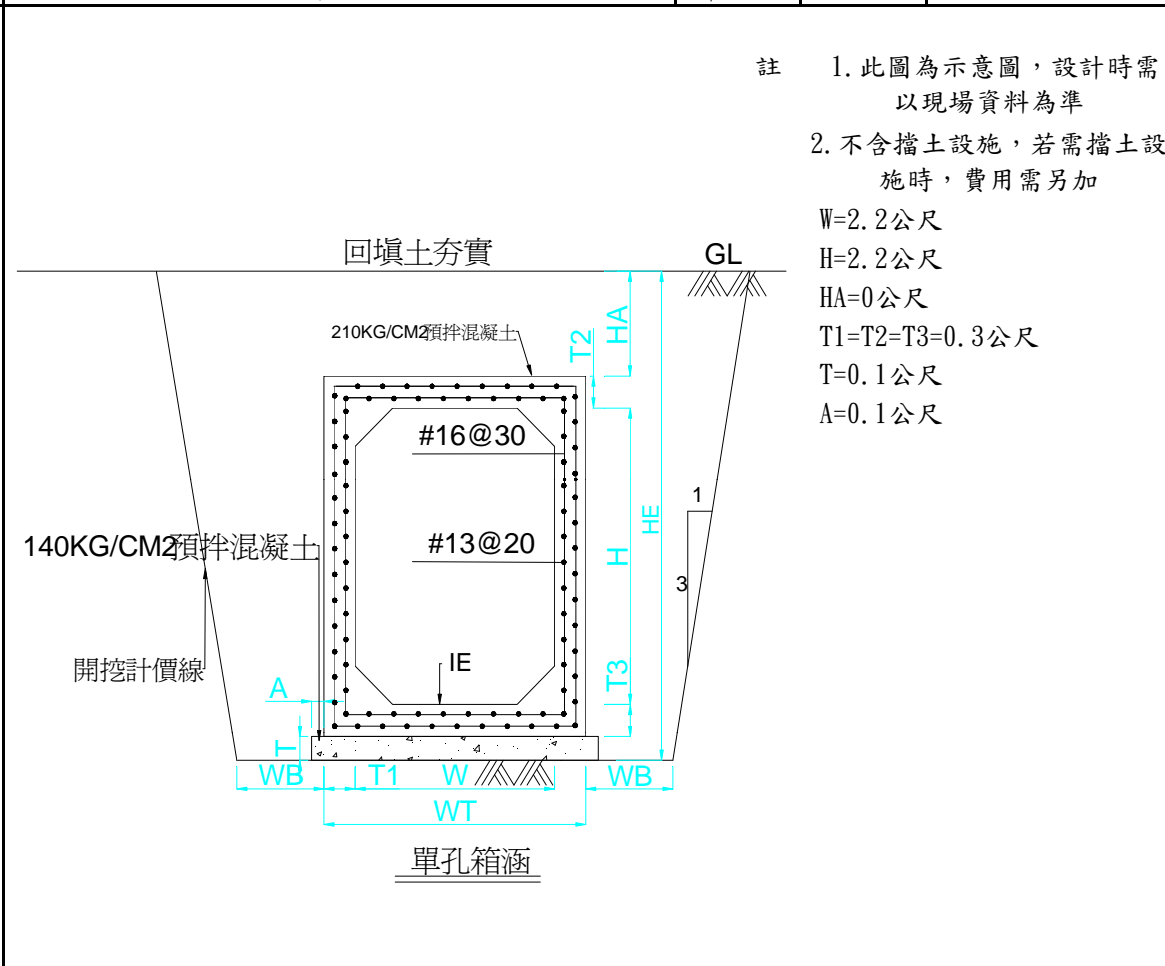 註 1.此圖為示意圖，設計時需
以現場資料為準
2.不含擋土設施，若需擋土設
施時，費用需另加
W=2.2公尺
H=2.2公尺
HA=0公尺
T1=T2=T3=0.3公尺
T=0.1公尺
A=0.1公尺
回填土夯實
GL
HA
210KG/CM2預拌混凝土
T2
#16@30
1
HE
140KG/CM2預拌混凝土
#13@20
H
3
開挖計價線
IE
T3
A
T
WB
T1
W
WB
WT
單孔箱涵